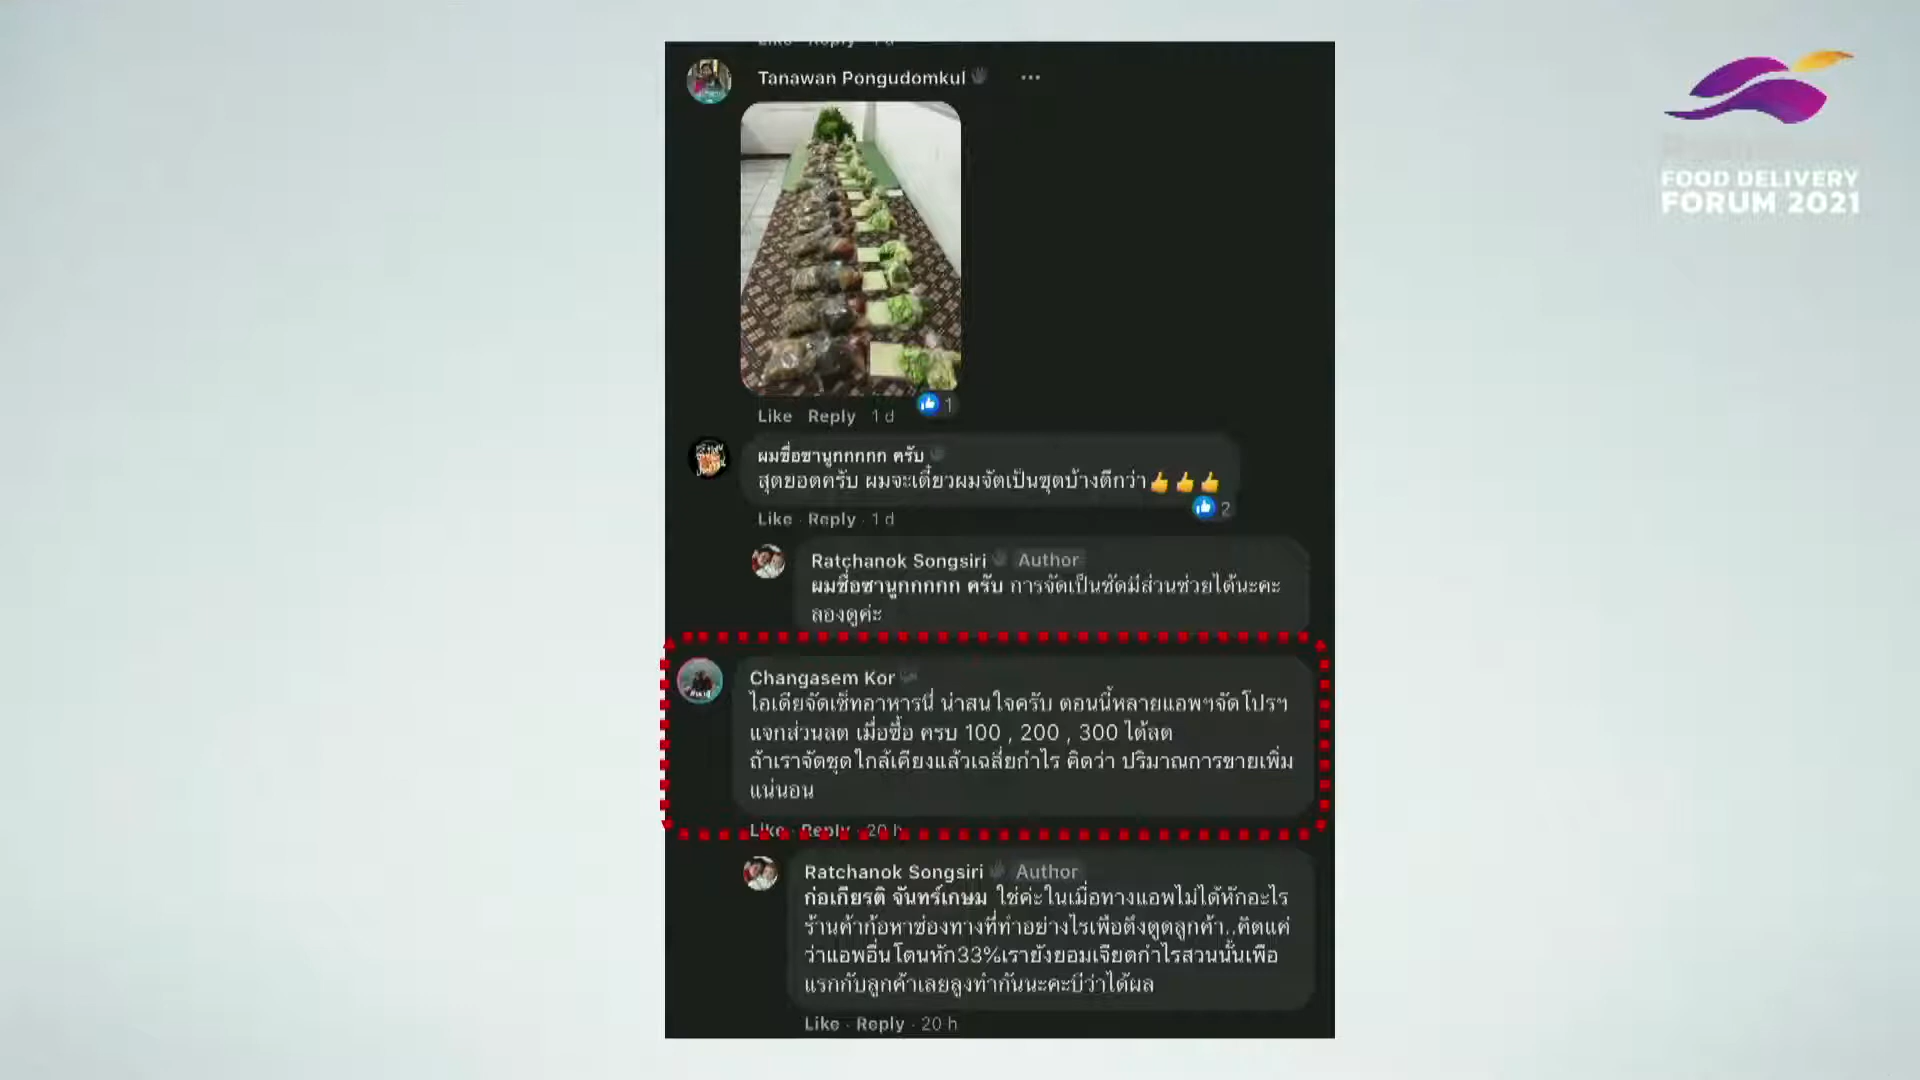 Like Reply 1 d
Tanawan Pongudomkul
FOOD DELIVERY
FORUM 2021
Like Reply 1 d
1
ผมชื่อชานูกกกกก ครับ
สุดยอดครับ ผมจะเดี๋ยวผมจัดเป็นชุดบ้างดีกว่า👍👍👍
2
Like · Reply · 1 d
Ratchanok Songsiri Author
ผมชื่อชานูกกกกก ครับ การจัดเป็นชัดมีส่วนช่วยได้นะคะ
ลองดูค่ะ
Changasem Kor
ไอเดียจัดเซ็ทอาหารนี่ น่าสนใจครับ ตอนนี้หลายแอพฯจัดโปรฯ
แจกส่วนลด เมื่อซื้อ ครบ 100 , 200 , 300 ได้ลด
ถ้าเราจัดชุดใกล้เคียงแล้วเฉลี่ยกำไร คิดว่า ปริมาณการขายเพิ่ม
แน่นอน
Like · Reply · 20 h
Ratchanok Songsiri Author
ก่อเกียรติ จันทร์เกษม ใช่ค่ะในเมื่อทางแอพไม่ได้หักอะไร
ร้านค้าก้อหาช่องทางที่ทำอย่างไรเพื่อดึงดูดลูกค้า..คิดแค่
ว่าแอพอื่นโดนหัก33%เรายังยอมเจียดกำไรสวนนั้นเพือ
แรกกับลูกค้าเลยลูงทำกันนะคะบีว่าได้ผล
Like · Reply · 20 h